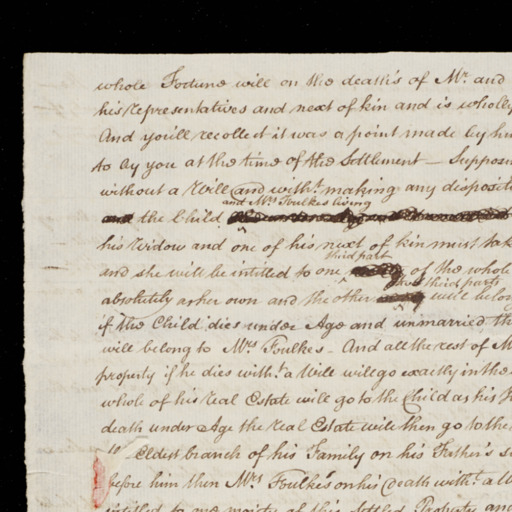 whole Fortune will on the death's of Mr. and
his representatives and next of kin and is wholly
And you'll recollect it was a point made by
to by you at the time of the Settlement — Suppos
without a Will and witht. making any disposit
and Mrs Foulkes living
and the Child
his Widow and one of his next of kin must tak
third part
and she will be intitled to one of the whole
two third parts
absolutely as her own and the other will belon
if the Child dies under Age and unmarried th
will belong to Mrs. Foulkes - And all the rest of M
property if he dies witht. a Will will go exactly in the
whole of his real Estate will go to the Child as his
death under Age the real Estate will then go to the
Eldest branch of his Family on his Father's s
before him then Mrs. Foulkes on his Death witht. a W
intitled to one moiety of this Settled Property and